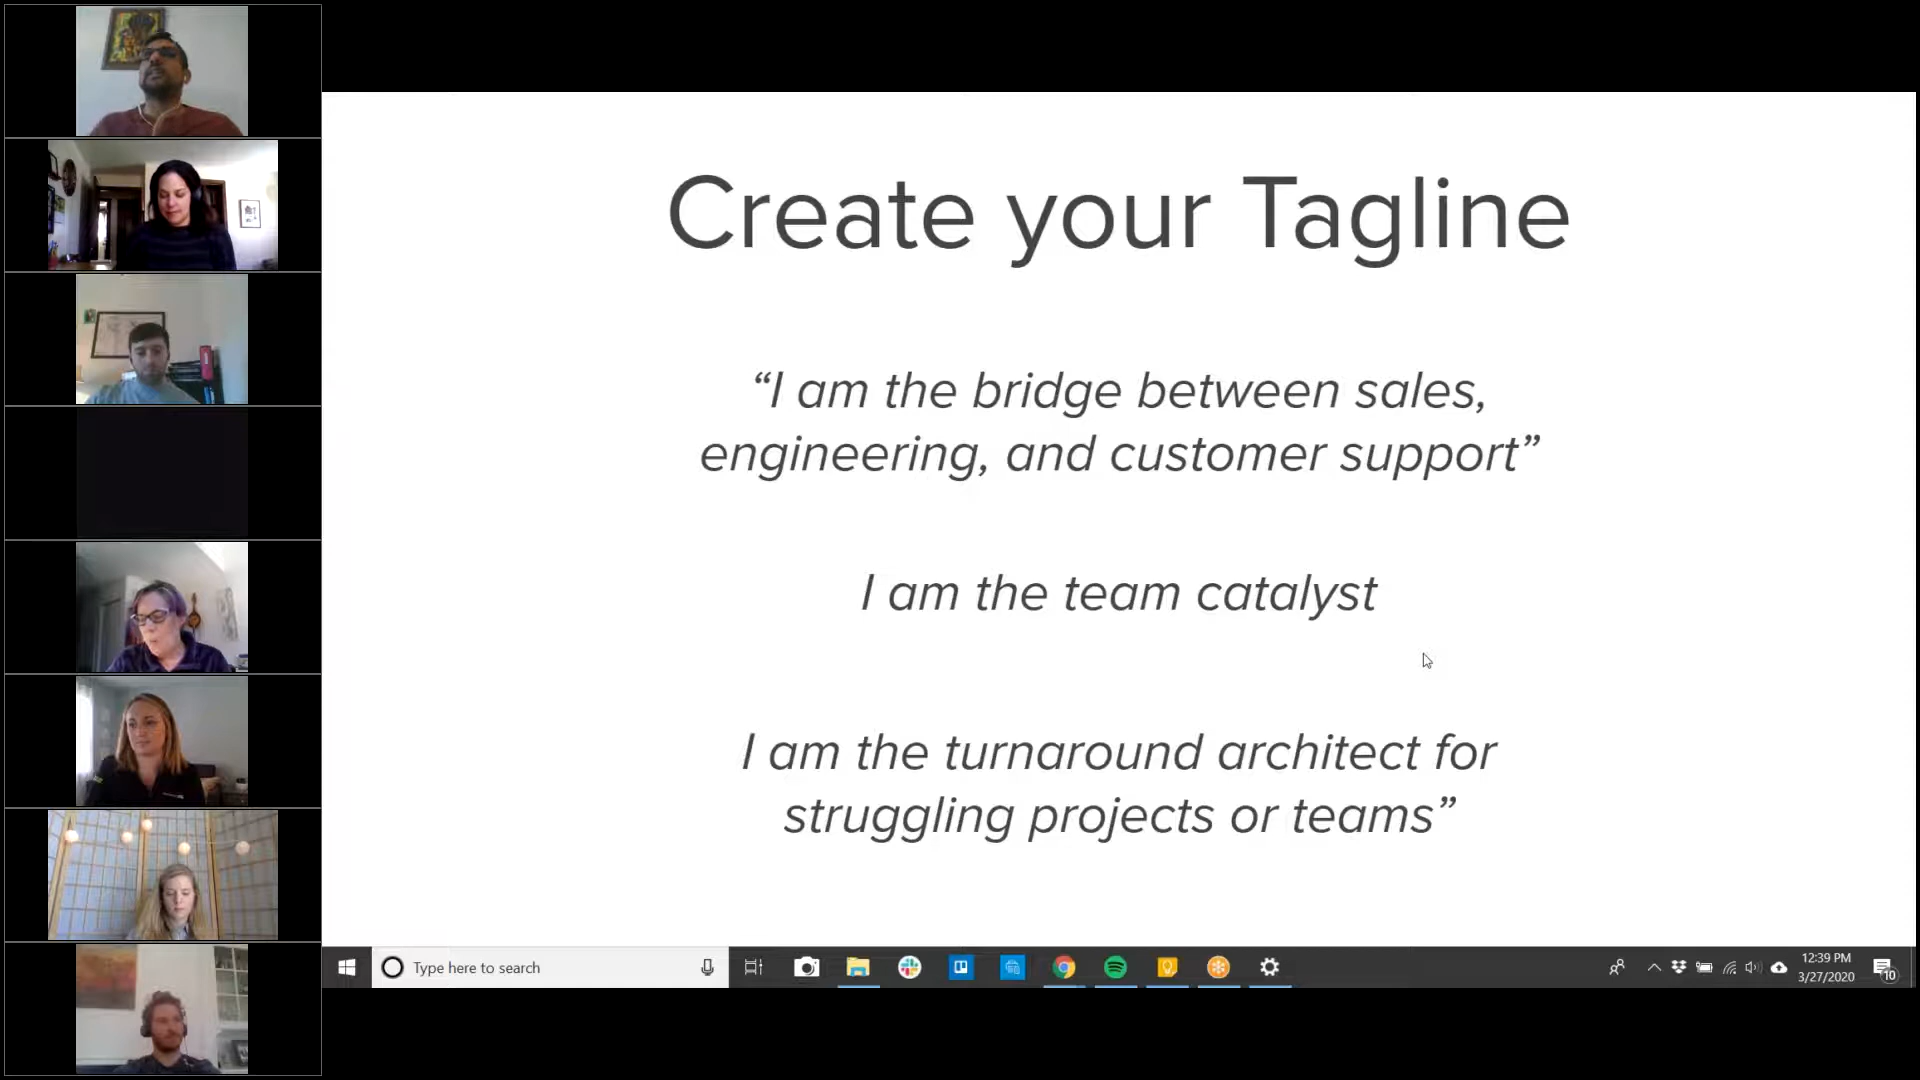 Create your Tagline
“I am the bridge between sales,
engineering, and customer support”
I am the team catalyst
I am the turnaround architect for
struggling projects or teams”
Type here to search
12:39 PM
3/27/2020
10